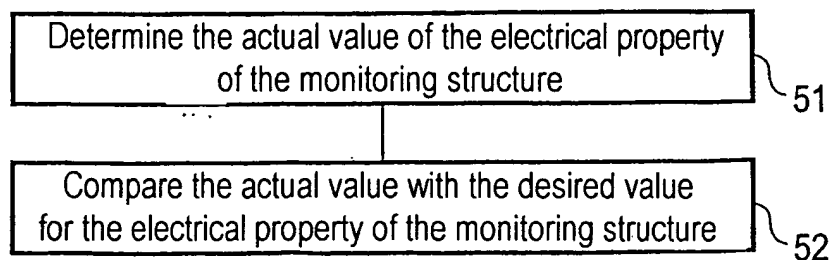 Determine the actual value of the electrical property
of the monitoring structure
51
Compare the actual value with the desired value
for the electrical property of the monitoring structure
52